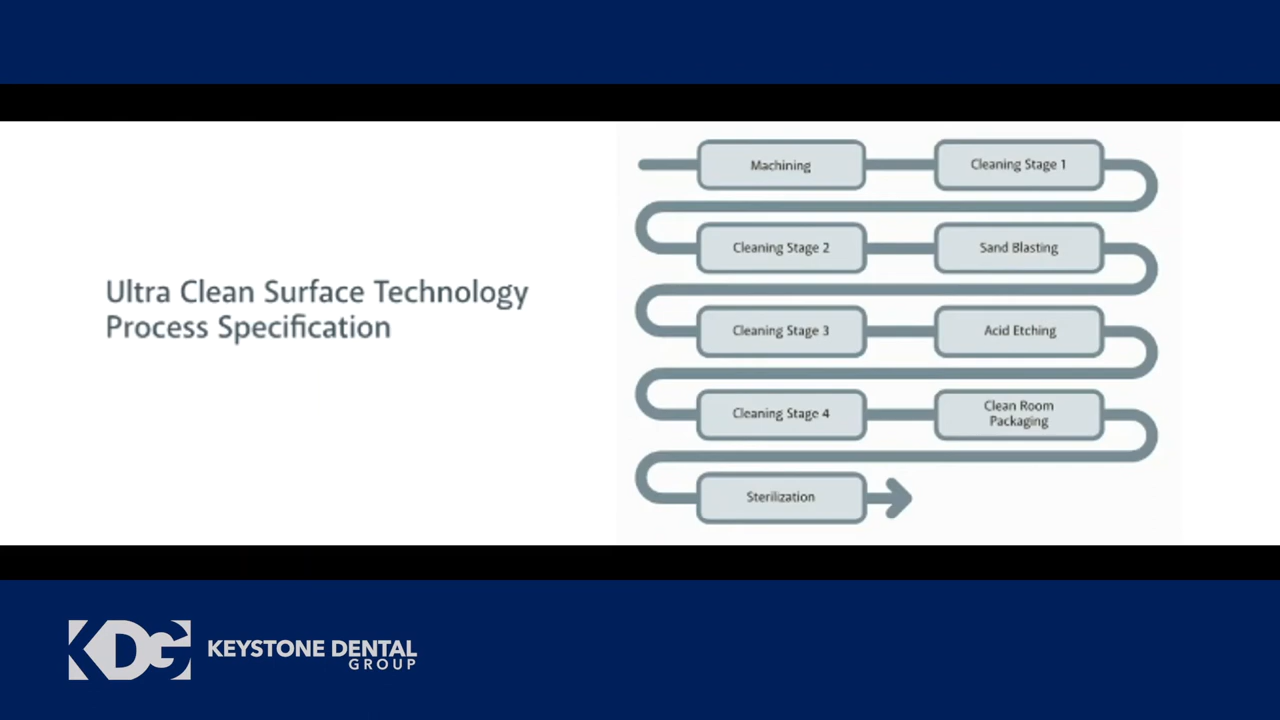 Ultra Clean Surface Technology
Process Specification
Machining
Cleaning Stage 1
Cleaning Stage 2
Sand Blasting
Cleaning Stage 3
Acid Etching
Cleaning Stage 4
Clean Room
Packaging
Sterilization
KDG
KEYSTONE DENTAL
GROUP